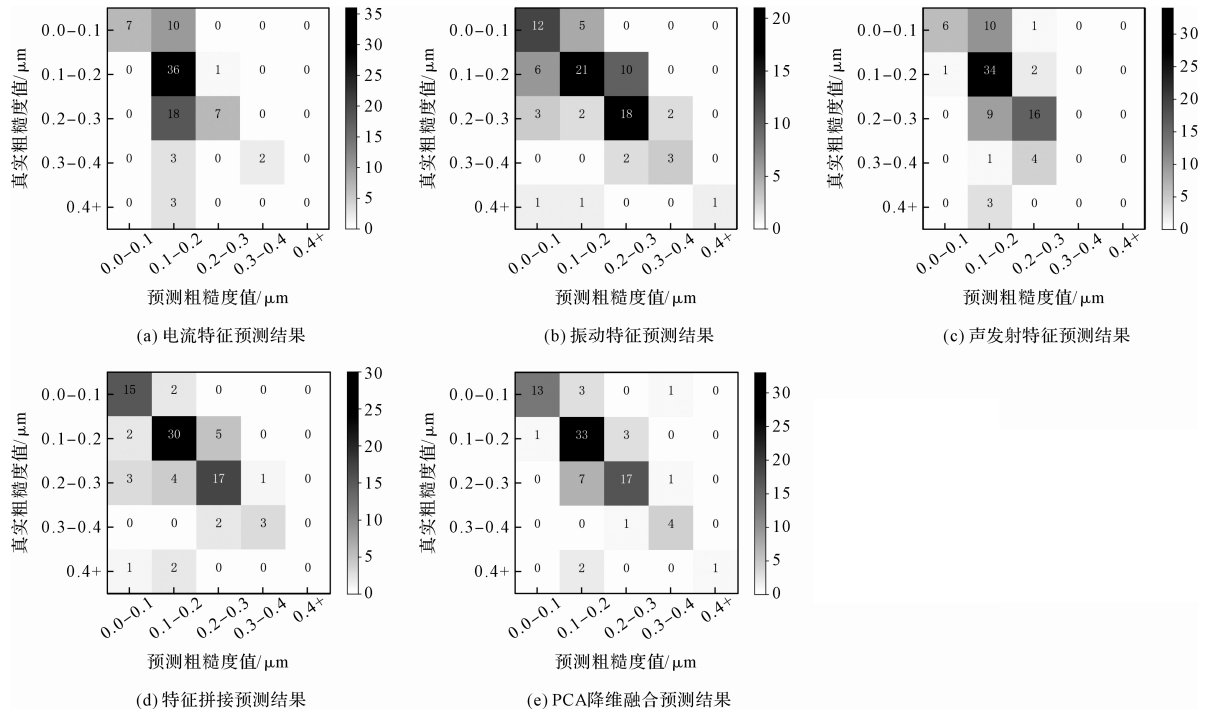 真实粗糙度值/μm
0.0–0.1 7 10 0 0 0
0.1–0.2 0 36 1 0 0
0.2–0.3 0 18 7 0 0
0.3–0.4 0 3 0 2 0
0.4+ 0 3 0 0 0
0.0–0.1 0.1–0.2 0.2–0.3 0.3–0.4 0.4+
预测粗糙度值/μm
35
30
25
20
15
10
5
0
(a) 电流特征预测结果
真实粗糙度值/μm
0.0–0.1 12 5 0 0 0
0.1–0.2 6 21 10 0 0
0.2–0.3 3 2 18 2 0
0.3–0.4 0 0 2 3 0
0.4+ 1 1 0 0 1
0.0–0.1 0.1–0.2 0.2–0.3 0.3–0.4 0.4+
预测粗糙度值/μm
20
15
10
5
0
(b) 振动特征预测结果
真实粗糙度值/μm
0.0–0.1 6 10 1 0 0
0.1–0.2 1 34 2 0 0
0.2–0.3 0 9 16 0 0
0.3–0.4 0 1 4 0 0
0.4+ 0 3 0 0 0
0.0–0.1 0.1–0.2 0.2–0.3 0.3–0.4 0.4+
预测粗糙度值/μm
30
25
20
15
10
5
0
(c) 声发射特征预测结果
真实粗糙度值/μm
0.0–0.1 15 2 0 0 0
0.1–0.2 2 30 5 0 0
0.2–0.3 3 4 17 1 0
0.3–0.4 0 0 2 3 0
0.4+ 1 2 0 0 0
0.0–0.1 0.1–0.2 0.2–0.3 0.3–0.4 0.4+
预测粗糙度值/μm
30
25
20
15
10
5
0
(d) 特征拼接预测结果
真实粗糙度值/μm
0.0–0.1 13 3 0 1 0
0.1–0.2 1 33 3 0 0
0.2–0.3 0 7 17 1 0
0.3–0.4 0 0 1 4 0
0.4+ 0 2 0 0 1
0.0–0.1 0.1–0.2 0.2–0.3 0.3–0.4 0.4+
预测粗糙度值/μm
30
25
20
15
10
5
0
(e) PCA降维融合预测结果